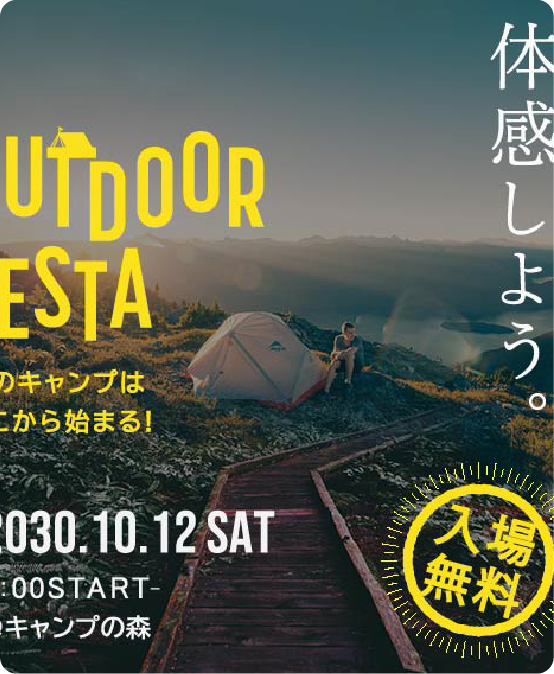 体感しよう。
UTDOOR
ESTA
のキャンプは
こから始まる!
2030.10.12 SAT
:00START-
キャンプの森
入場
無料